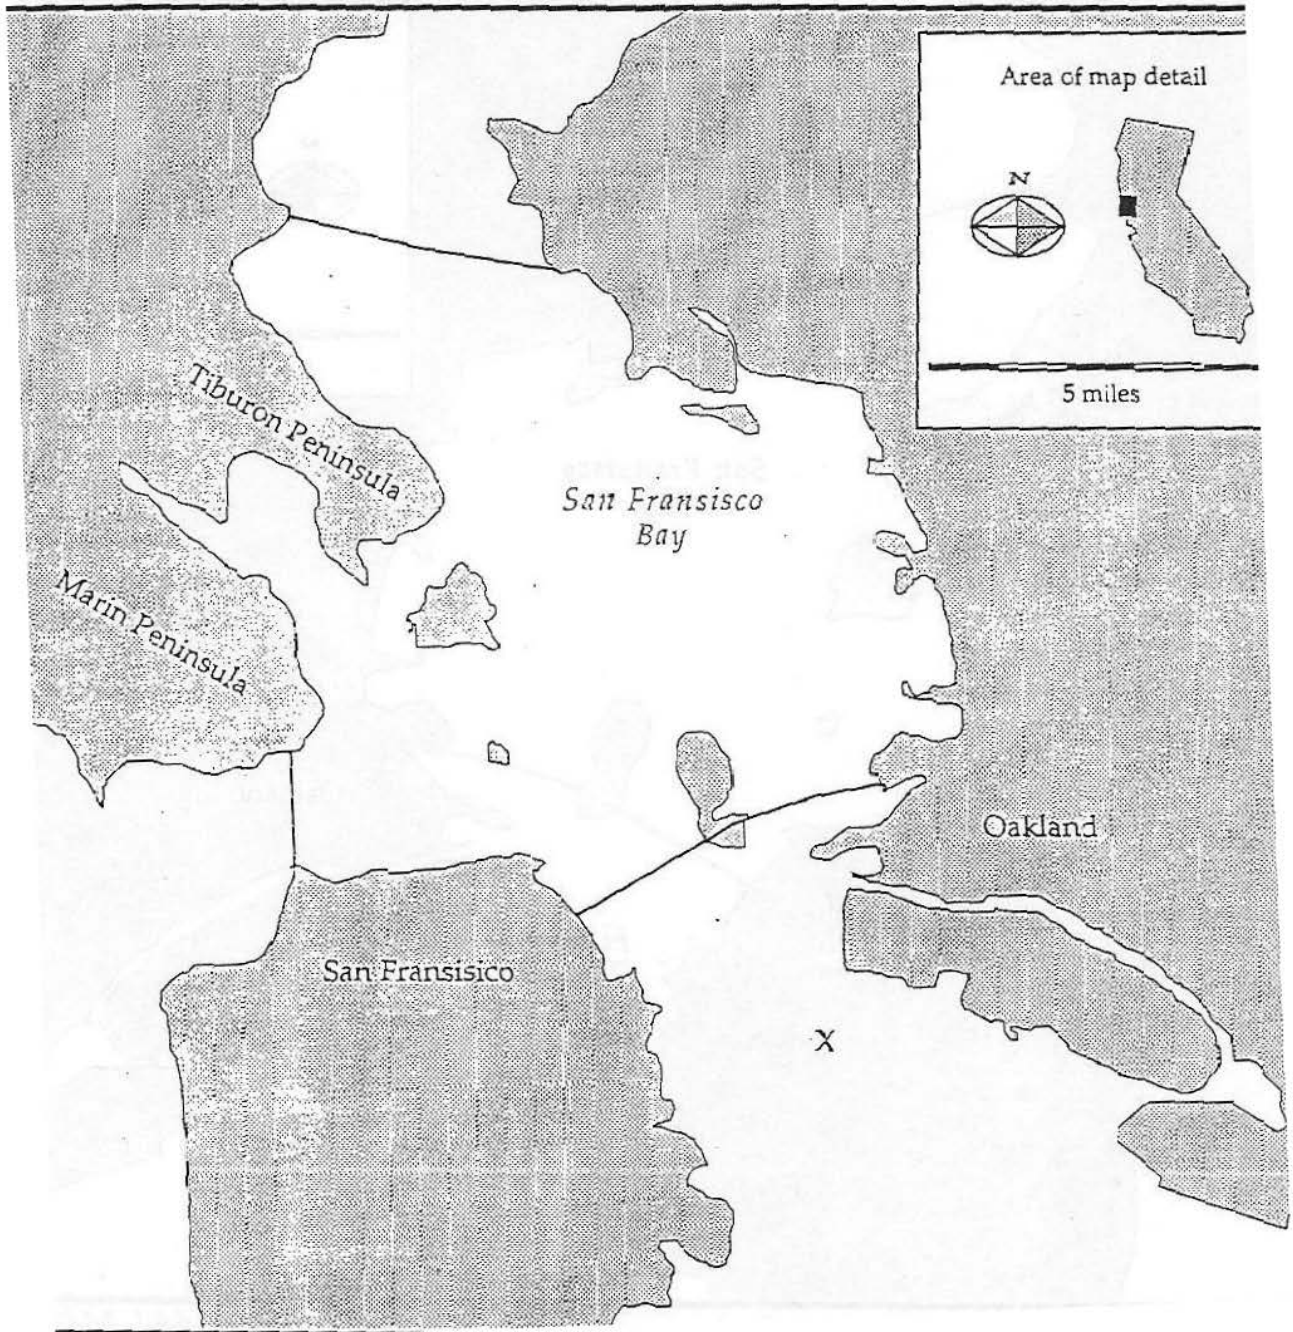 Area of map detail
N
5 miles
Tiburon Peninsula
San Fransisco
Bay
Marin Peninsula
Oakland
San Fransisico
X